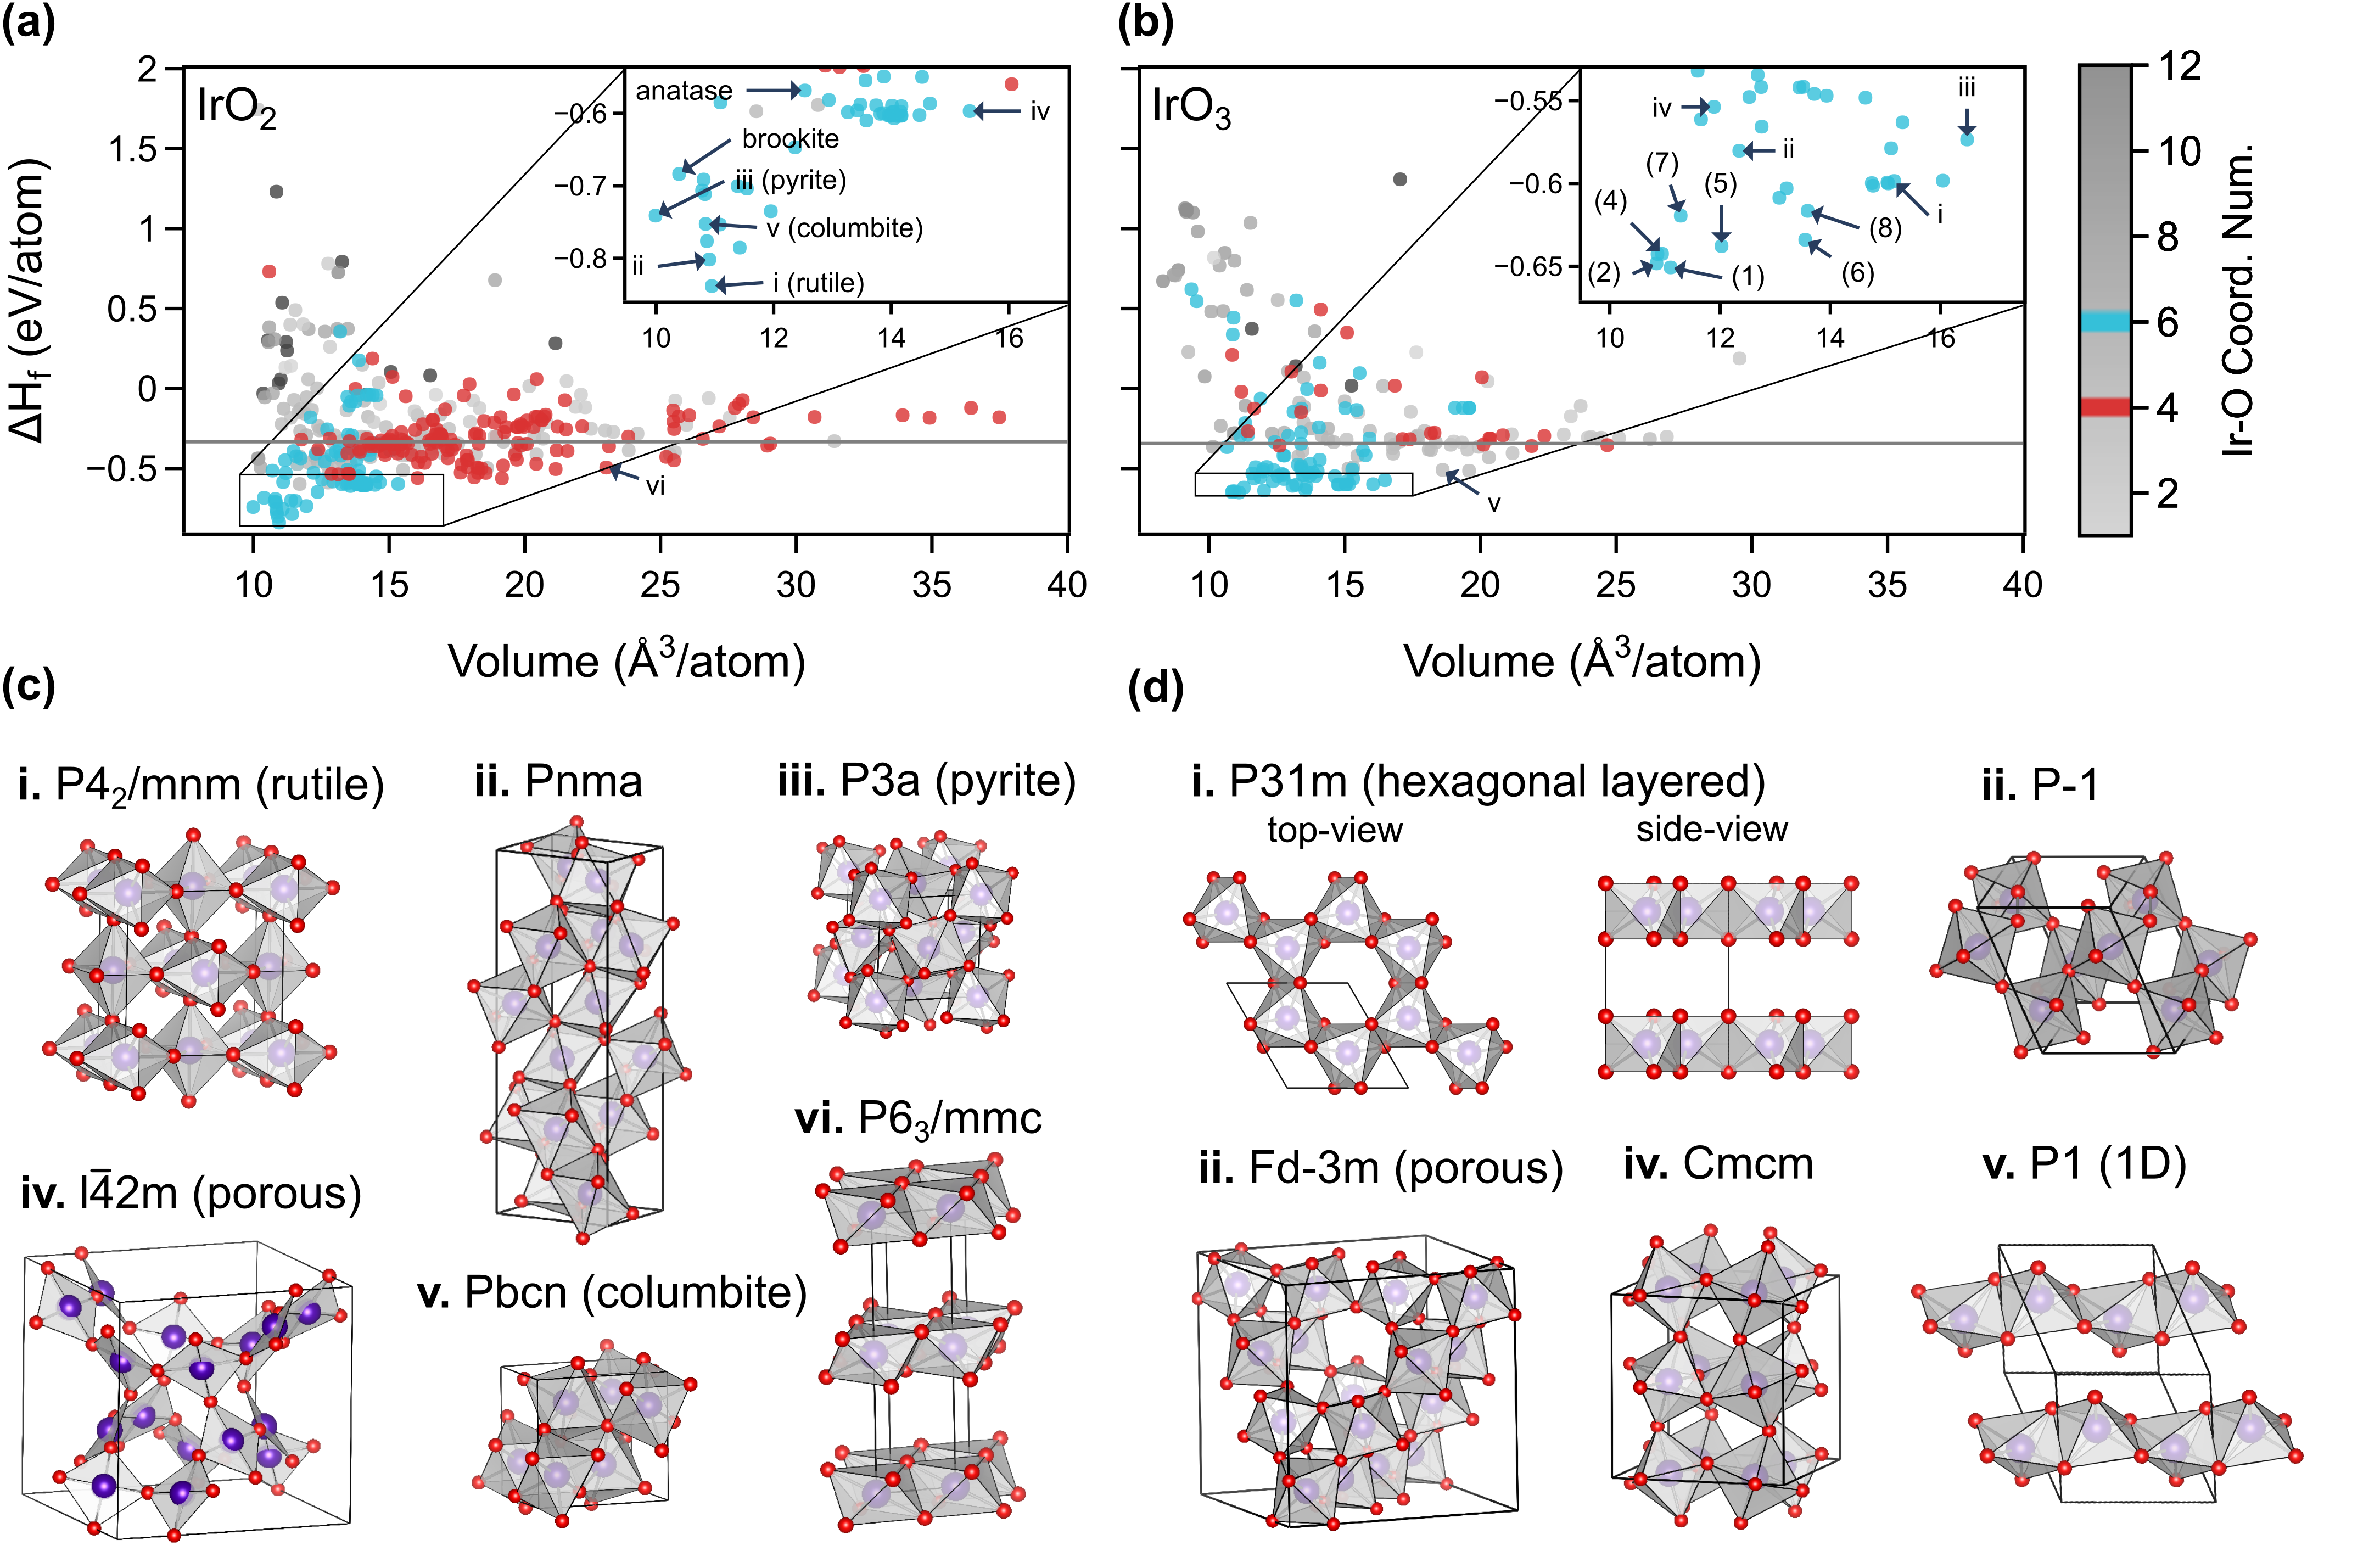 (a)
(b)
IrO2
IrO3
2
1.5
1
0.5
0
−0.5
ΔHf (eV/atom)
anatase
−0.6
iv
brookite
−0.7
iii (pyrite)
v (columbite)
−0.8
ii
i (rutile)
10
12
14
16
vi
10
15
20
25
30
35
40
Volume (Å3/atom)
iii
−0.55
iv
ii
(7)
−0.6
(5)
(4)
i
(8)
−0.65
(2)
(1)
(6)
10
12
14
16
v
10
15
20
25
30
35
40
Volume (Å3/atom)
12
10
8
6
4
2
Ir-O Coord. Num.
(c)
i. P42/mnm (rutile)
ii. Pnma
iii. P3a (pyrite)
iv. I4̅2m (porous)
v. Pbcn (columbite)
vi. P63/mmc
(d)
i. P31m (hexagonal layered)
top-view
side-view
ii. P-1
ii. Fd-3m (porous)
iv. Cmcm
v. P1 (1D)